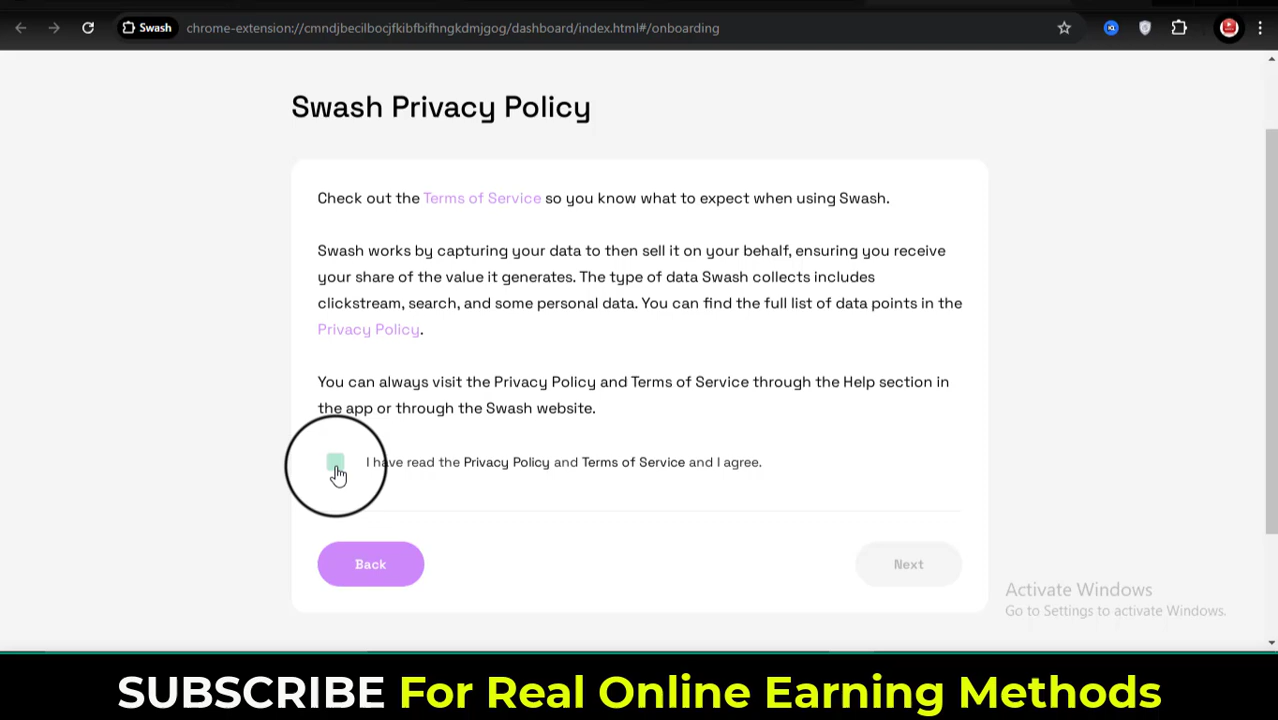 Swash
chrome-extension://cmndjbecilbocjfkibfbifhngkdmjgog/dashboard/index.html#/onboarding
Swash Privacy Policy
Check out the Terms of Service so you know what to expect when using Swash.
Swash works by capturing your data to then sell it on your behalf, ensuring you receive
your share of the value it generates. The type of data Swash collects includes
clickstream, search, and some personal data. You can find the full list of data points in the
Privacy Policy.
You can always visit the Privacy Policy and Terms of Service through the Help section in
the app or through the Swash website.
I have read the Privacy Policy and Terms of Service and I agree.
Back
Next
Activate Windows
Go to Settings to activate Windows.
SUBSCRIBE For Real Online Earning Methods